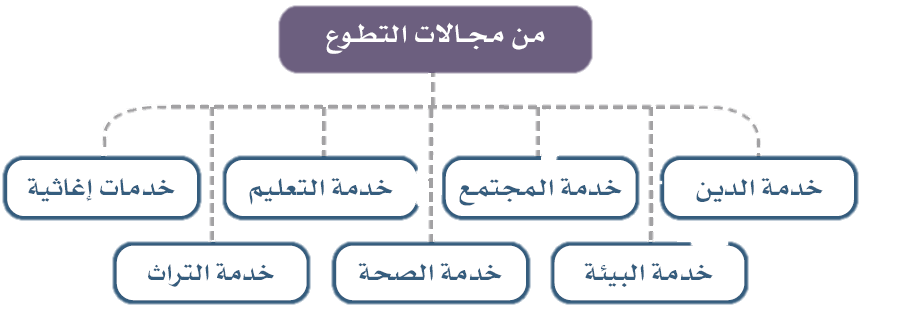 من مجالات التطوع
خدمة الدين
خدمة المجتمع
خدمة التعليم
خدمات إغاثية
خدمة البيئة
خدمة الصحة
خدمة التراث